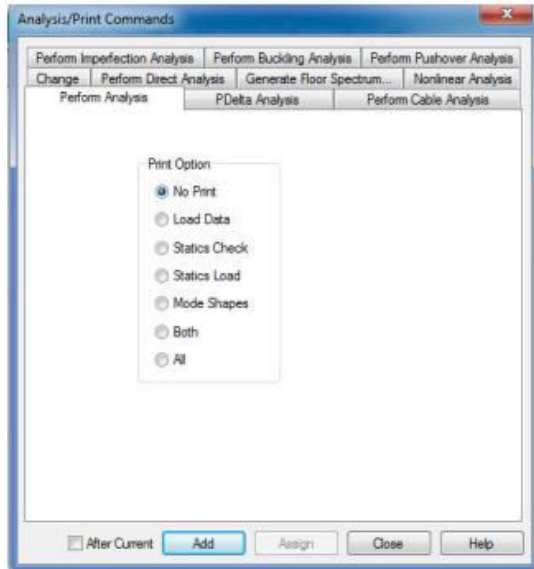 Analysis/Print Commands
Perform Imperfection Analysis Perform Buckling Analysis Perform Pushover Analysis
Change Perform Direct Analysis Generate Floor Spectrum... Nonlinear Analysis
Perform Analysis PDelta Analysis Perform Cable Analysis
Print Option
No Print
Load Data
Statics Check
Statics Load
Mode Shapes
Both
All
After Current Add Assign Close Help